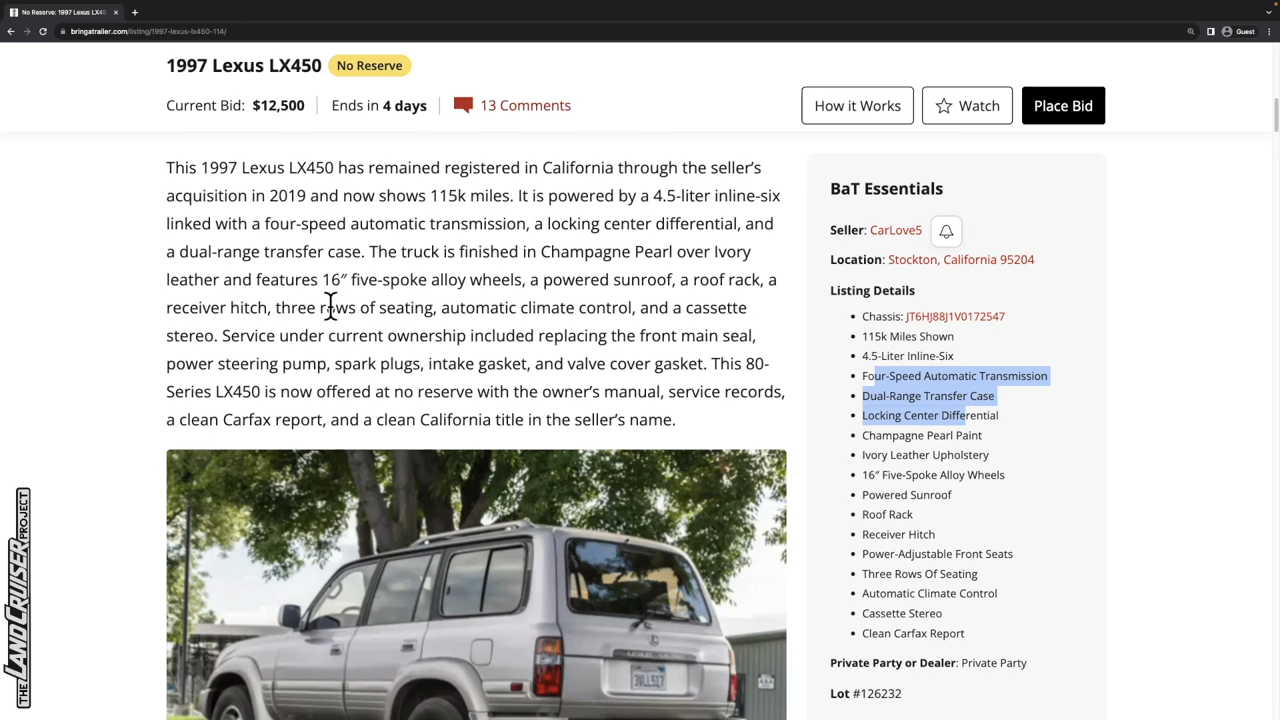 No Reserve: 1997 Lexus LX4
bringatrailer.com/listing/1997-lexus-lx450-114/
Guest
1997 Lexus LX450 No Reserve
Current Bid: $12,500 Ends in 4 days 13 Comments
How it Works Watch Place Bid
This 1997 Lexus LX450 has remained registered in California through the seller’s
acquisition in 2019 and now shows 115k miles. It is powered by a 4.5-liter inline-six
linked with a four-speed automatic transmission, a locking center differential, and
a dual-range transfer case. The truck is finished in Champagne Pearl over Ivory
leather and features 16″ five-spoke alloy wheels, a powered sunroof, a roof rack, a
receiver hitch, three rows of seating, automatic climate control, and a cassette
stereo. Service under current ownership included replacing the front main seal,
power steering pump, spark plugs, intake gasket, and valve cover gasket. This 80-
Series LX450 is now offered at no reserve with the owner’s manual, service records,
a clean Carfax report, and a clean California title in the seller’s name.
BaT Essentials
Seller: CarLove5
Location: Stockton, California 95204
Listing Details
Chassis: JT6HJ88J1V0172547
115k Miles Shown
4.5-Liter Inline-Six
Four-Speed Automatic Transmission
Dual-Range Transfer Case
Locking Center Differential
Champagne Pearl Paint
Ivory Leather Upholstery
16″ Five-Spoke Alloy Wheels
Powered Sunroof
Roof Rack
Receiver Hitch
Power-Adjustable Front Seats
Three Rows Of Seating
Automatic Climate Control
Cassette Stereo
Clean Carfax Report
Private Party or Dealer: Private Party
Lot #126232
THE LAND CRUISER PROJECT